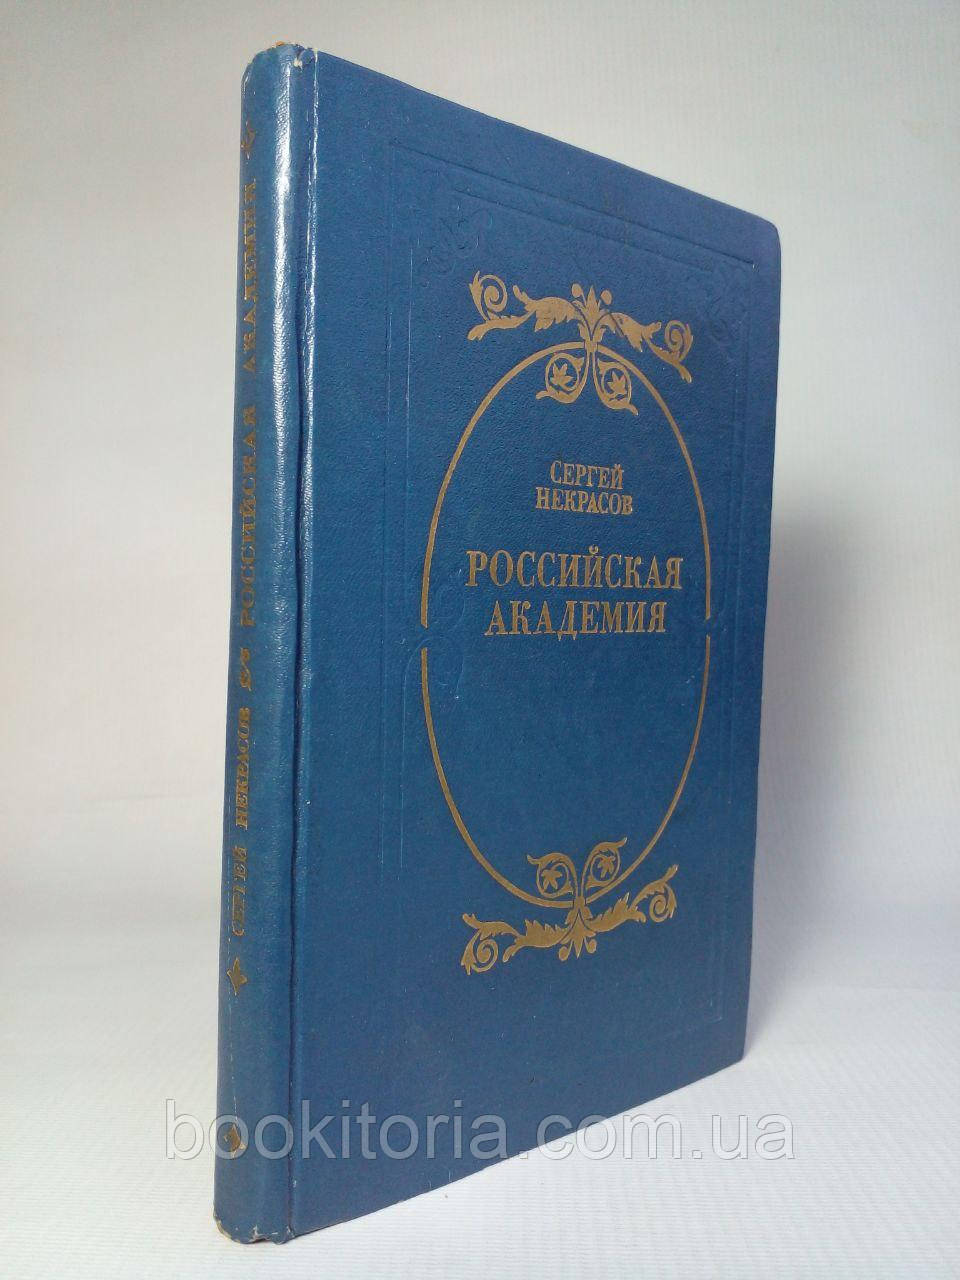 СЕРГЕЙ НЕКРАСОВ РОССИЙСКАЯ АКАДЕМИЯ
СЕРГЕЙ
НЕКРАСОВ
РОССИЙСКАЯ
АКАДЕМИЯ
bookitoria.com.ua